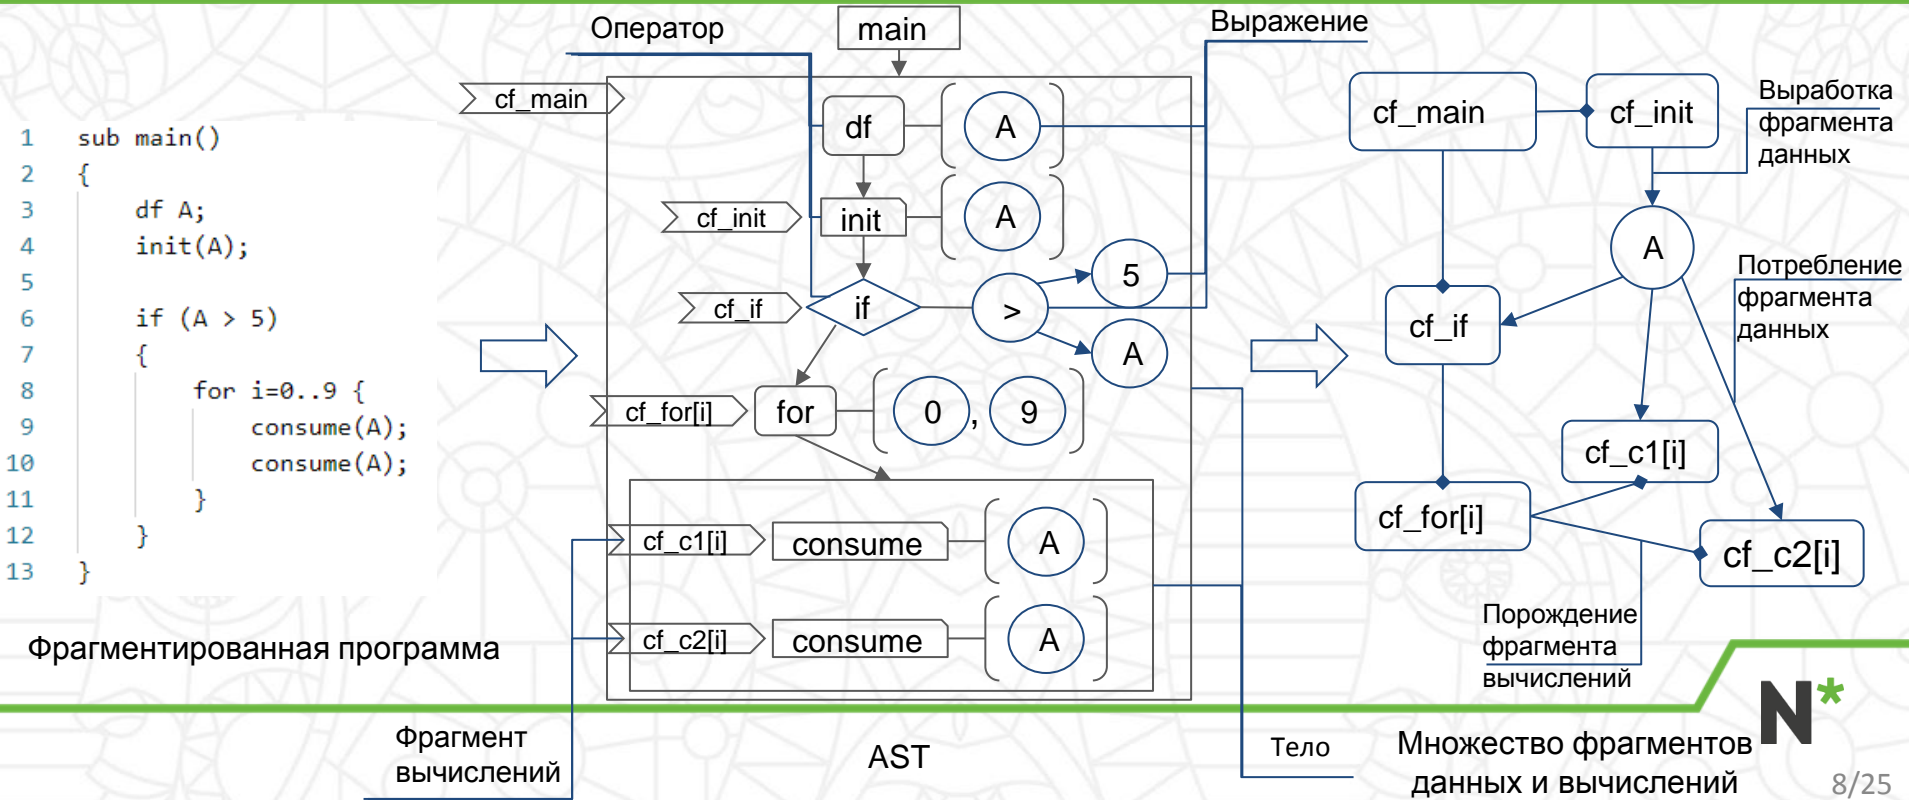 Оператор
main
Выражение
cf_main
df
A
cf_init
init
A
cf_if
if
>
5
A
cf_for[i]
for
0
,
9
cf_c1[i]
consume
A
cf_c2[i]
consume
A
1 sub main()
2 {
3 df A;
4 init(A);
5
6 if (A > 5)
7 {
8 for i=0..9 {
9 consume(A);
10 consume(A);
11 }
12 }
13 }
Фрагментированная программа
Фрагмент
вычислений
AST
Тело
cf_main
cf_init
Выработка
фрагмента
данных
A
Потребление
фрагмента
данных
cf_if
cf_c1[i]
cf_for[i]
cf_c2[i]
Порождение
фрагмента
вычислений
Множество фрагментов
данных и вычислений
N*
8/25